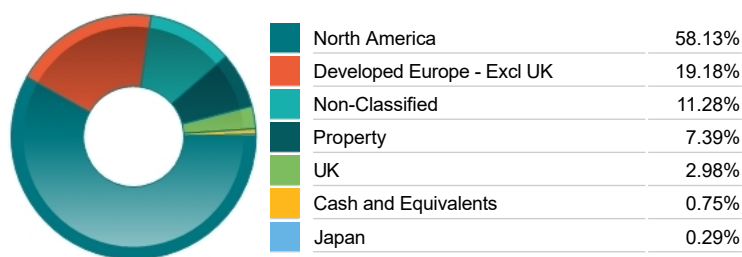 North America 58.13%
Developed Europe - Excl UK 19.18%
Non-Classified 11.28%
Property 7.39%
UK 2.98%
Cash and Equivalents 0.75%
Japan 0.29%